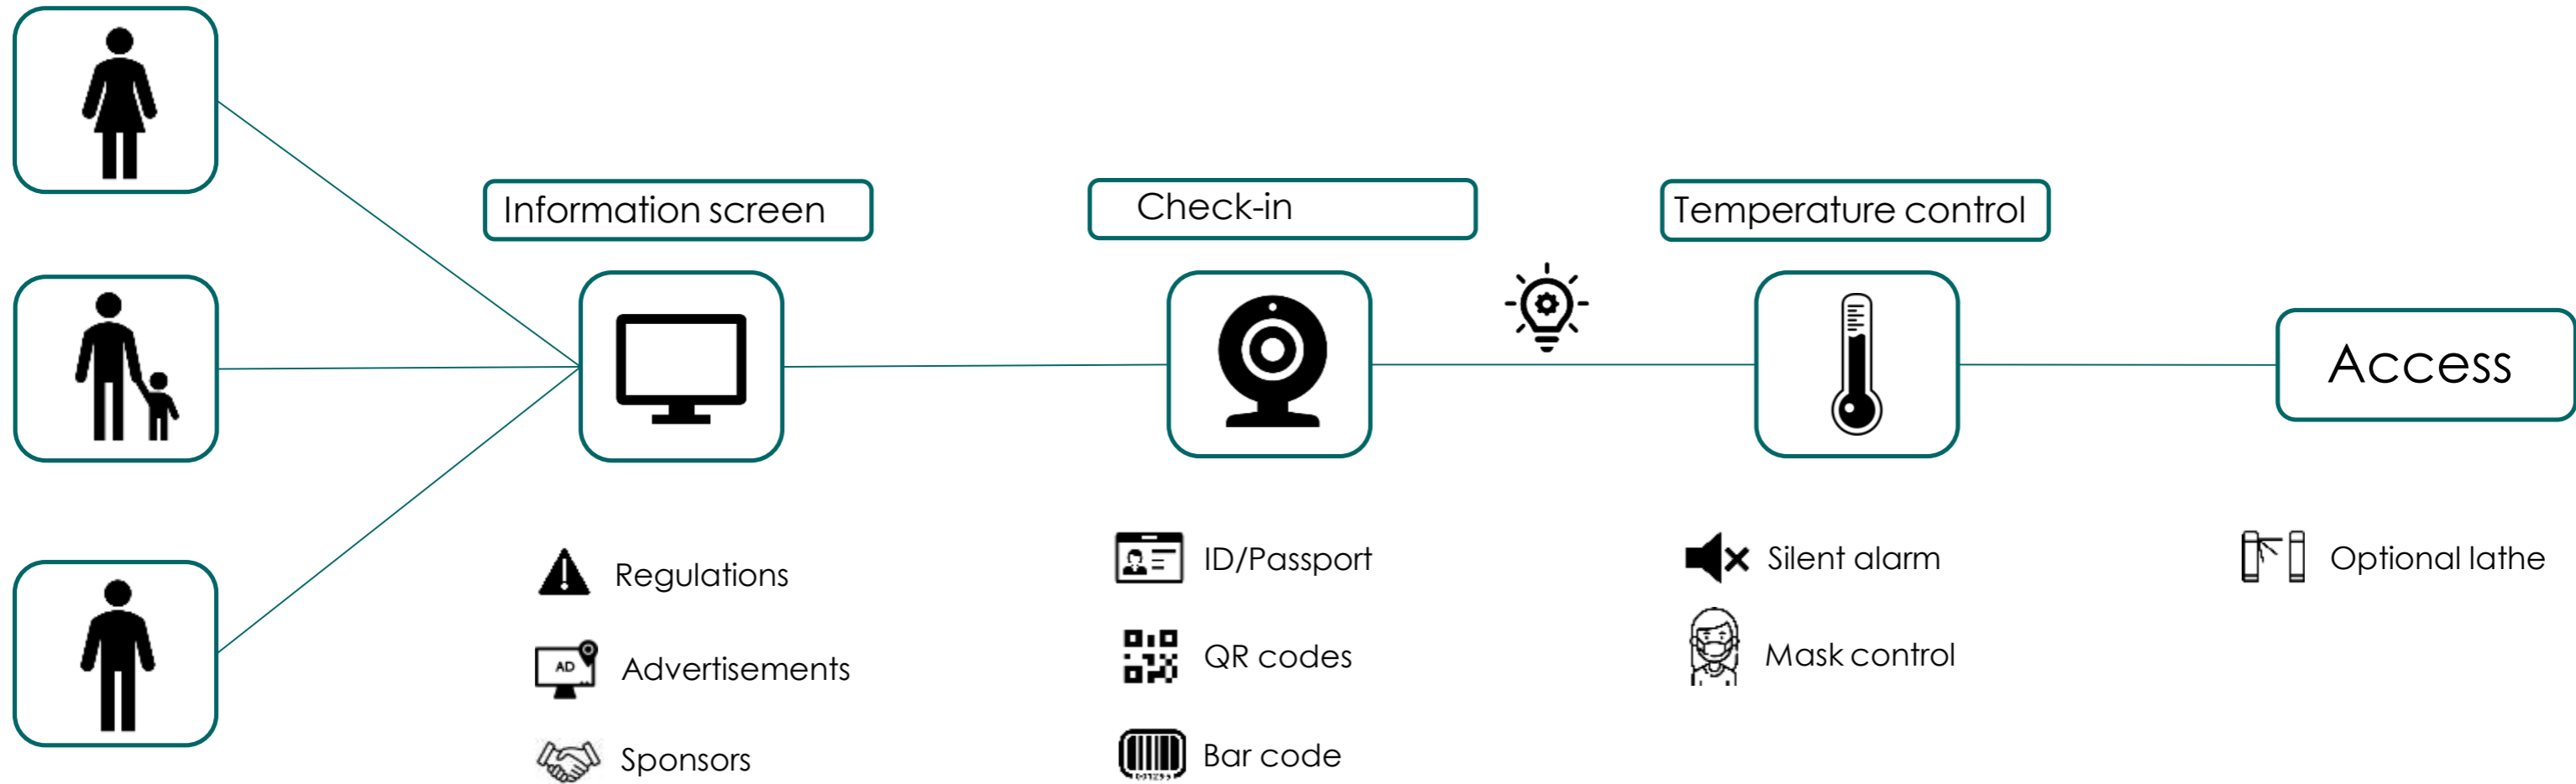 Information screen
Check-in
Temperature control
Access
Regulations
AD
Advertisements
Sponsors
ID/Passport
QR codes
Bar code
Silent alarm
Mask control
Optional lathe